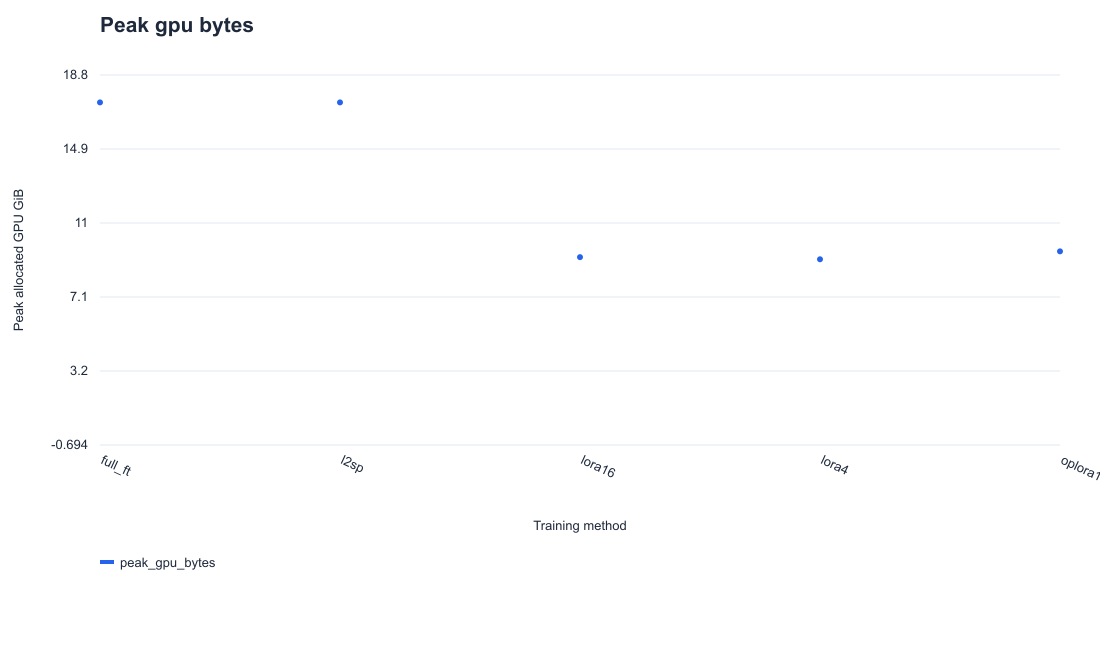 Peak gpu bytes
18.8
14.9
11
7.1
3.2
-0.694
Peak allocated GPU GiB
full_ft
l2sp
lora16
lora4
oplora1
Training method
peak_gpu_bytes